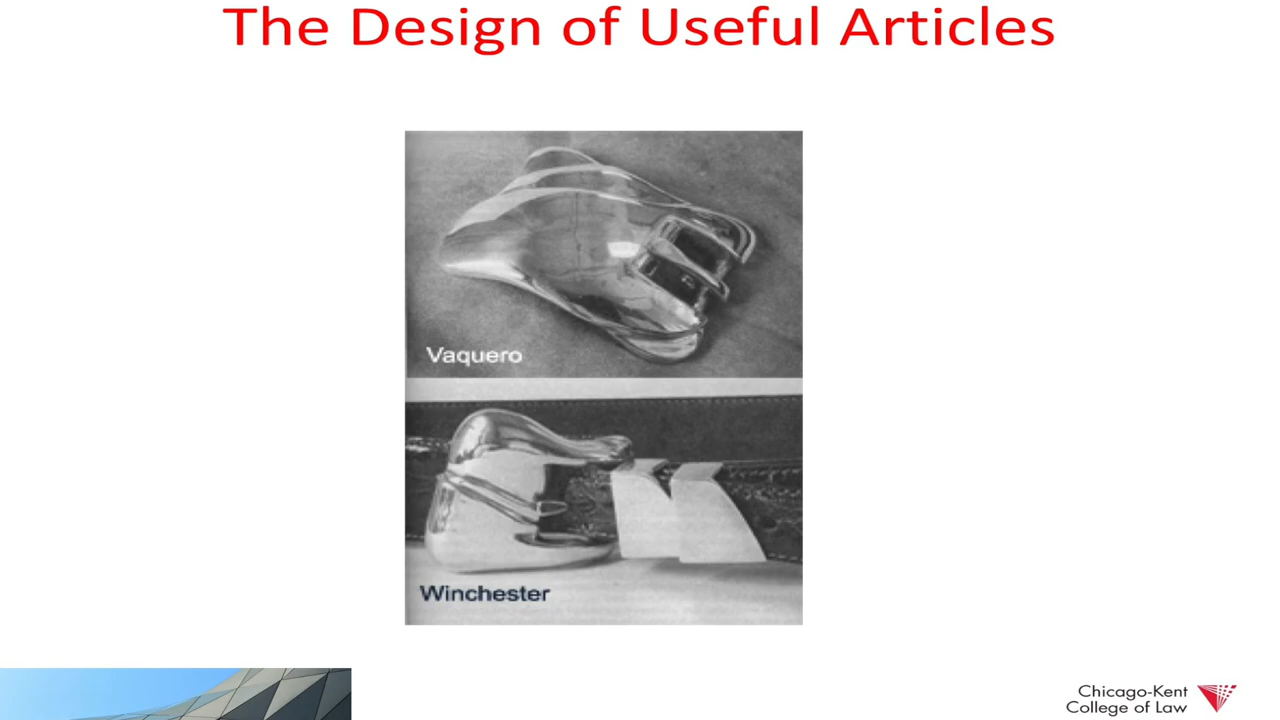 The Design of Useful Articles
Vaquero
Winchester
Chicago-Kent
College of Law